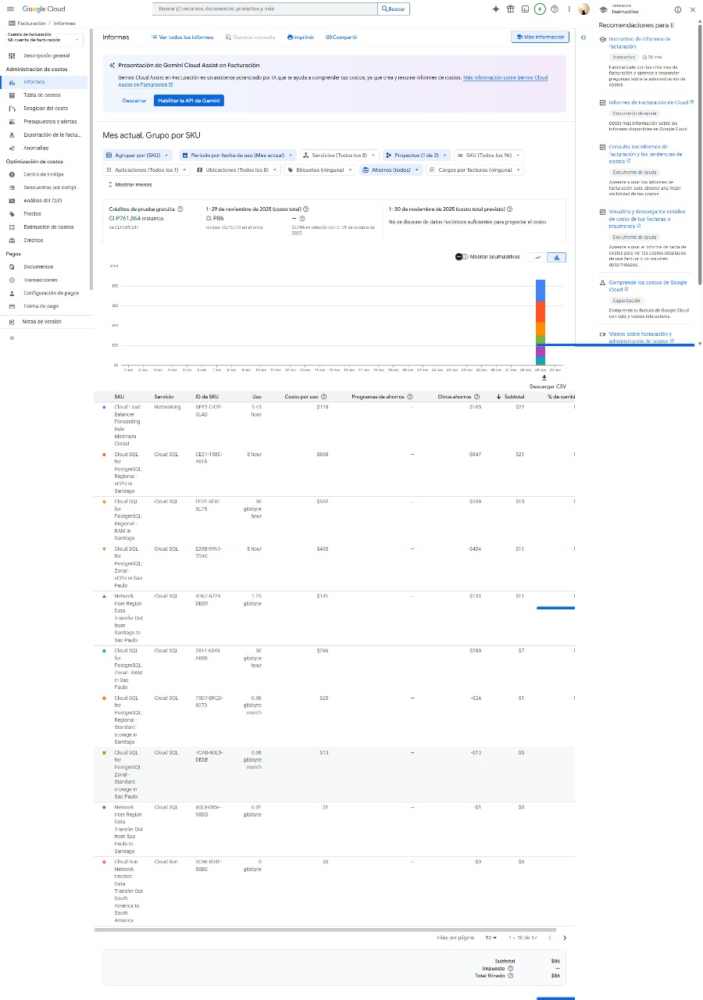 Google Cloud
Buscar (/) recursos, documentos, productos y más
Buscar
6
Facturación / Informes
Cuenta de facturación
Mi cuenta de facturación
Descripción general
Administración de costos
Informes
Tabla de costos
Desglose del costo
Presupuestos y alertas
Exportación de la factu...
Anomalías
Optimización de costos
Centro de FinOps
Descuentos por compr...
Análisis del CUD
Precios
Estimación de costos
Créditos
Pagos
Documentos
Transacciones
Configuración de pagos
Forma de pago
Notas de versión
Informes
Ver todos los informes
Generar consulta
Imprimir
Compartir
Más información
Presentación de Gemini Cloud Assist en Facturación
Gemini Cloud Assist en Facturación es un asistente potenciado por IA que te ayuda a comprender tus costos, ya que crea y resume informes de costos. Más información sobre Gemini Cloud
Assist en Facturación
Descartar
Habilitar la API de Gemini
Mes actual, Grupo por SKU
Agrupar por (SKU)
Período por fecha de uso (Mes actual)
Servicios (Todos los 8)
Proyectos (1 de 2)
SKU (Todos los 96)
Aplicaciones (Todos los 1)
Ubicaciones (Todos los 8)
Etiquetas (ninguna)
Ahorros (todos)
Cargos por facturas (ninguna)
Mostrar menos
Créditos de prueba gratuita
CLP261,864 restantes
de CLP281,537
1–29 de noviembre de 2025 (costo total)
CLP86
incluye -CLP3,772 en ahorros
—
CLP86 en relación con 3–31 de octubre de
2025
1–30 de noviembre de 2025 (costo total previsto)
No se dispone de datos históricos suficientes para proyectar el costo
Mostrar acumulativos
$100
$80
$60
$40
$20
$0
1 nov 2 nov 3 nov 4 nov 5 nov 6 nov 7 nov 8 nov 9 nov 10 nov 11 nov 12 nov 13 nov 14 nov 15 nov 16 nov 17 nov 18 nov 19 nov 20 nov 21 nov 22 nov 23 nov 24 nov 25 nov 26 nov 27 nov 28 nov 29 nov 30 nov
Descargar CSV
SKU Servicio ID de SKU Uso Costo por uso Programas de ahorros Otros ahorros Subtotal % de cambi
Cloud Load Networking DEF3-C42F- 5.45 $128 — -$105 $22
Balancer 3E4D hour
Forwarding
Rule
Minimum
Global
Cloud SQL Cloud SQL CE31-158C- 8 hour $868 — -$847 $21
for 4918
PostgreSQL:
Regional -
vCPU in
Santiago
Cloud SQL Cloud SQL FF2F-5F9F- 30 $552 — -$539 $13
for 5E75 gibibyte
PostgreSQL: hour
Regional -
RAM in
Santiago
Cloud SQL Cloud SQL E39B-9FA1- 8 hour $465 — -$454 $11
for 7D40
PostgreSQL:
Zonal -
vCPU in Sao
Paulo
Network Cloud SQL 4D67-6724- 1.25 $141 — -$131 $11
Inter Region DB09 gibibyte
Data
Transfer Out
from
Santiago to
Sao Paulo
Cloud SQL Cloud SQL 2814-6049- 30 $296 $289 $7
for A086 gibibyte
PostgreSQL: hour
Zonal - RAM
in Sao
Paulo
Cloud SQL Cloud SQL 75D7-BFEB- 0.06 $25 — -$24 $1
for 8270 gibibyte
PostgreSQL: month
Regional -
Standard
storage in
Santiago
Cloud SQL Cloud SQL 7CAB-60E0- 0.06 $13 — -$13 $0
for DEDE gibibyte
PostgreSQL: month
Zonal -
Standard
storage in
Sao Paulo
Network Cloud SQL 0.01 $1 — -$1 $0
Inter Region 98DD gibibyte
Data
Transfer Out
from Sao
Paulo to
Santiago
Cloud Run Cloud Run 3C96-B34F- 0 $0 — -$0 $0
Network 58BC gibibyte
Internet
Data
Transfer Out
South
America to
South
America
Filas por página: 10 1 – 10 de 57
Subtotal $86
Impuesto —
Total filtrado $86
APRENDER
Instructivo
Recomendaciones para ti
Instructivo de informes de
facturación
Instructivo 30 min
Familiarízate con los informes de
facturación y aprende a responder
preguntas sobre la administración de
costos.
Informes de Facturación de Cloud
Documento de ayuda
Obtén más información sobre los
informes disponibles en Google Cloud
Consulta los informes de
facturación y las tendencias de
costos
Documento de ayuda
Aprende a usar los informes de
facturación para obtener una mejor
visibilidad de tus costos
Visualiza y descarga los detalles
de costo de tus facturas o
resúmenes
Documento de ayuda
Aprende a usar el informe de tabla de
costos para ver los costos detallados
de una factura o un resumen
determinados.
Comprende los costos de Google
Cloud
Capacitación
Comprende tu factura de Google Cloud
con labs y videos interactivos.
Videos sobre facturación y
administración de costos